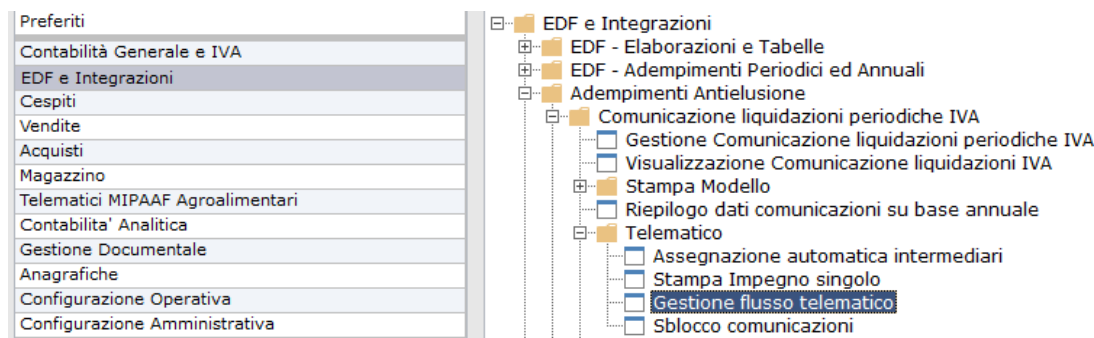 Preferiti
Contabilità Generale e IVA
EDF e Integrazioni
Cespiti
Vendite
Acquisti
Magazzino
Telematici MIPAAF Agroalimentari
Contabilita' Analitica
Gestione Documentale
Anagrafiche
Configurazione Operativa
Configurazione Amministrativa
EDF e Integrazioni
EDF - Elaborazioni e Tabelle
EDF - Adempimenti Periodici ed Annuali
Adempimenti Antielusione
Comunicazione liquidazioni periodiche IVA
Gestione Comunicazione liquidazioni periodiche IVA
Visualizzazione Comunicazione liquidazioni IVA
Stampa Modello
Riepilogo dati comunicazioni su base annuale
Telematico
Assegnazione automatica intermediari
Stampa Impegno singolo
Gestione flusso telematico
Sblocco comunicazioni